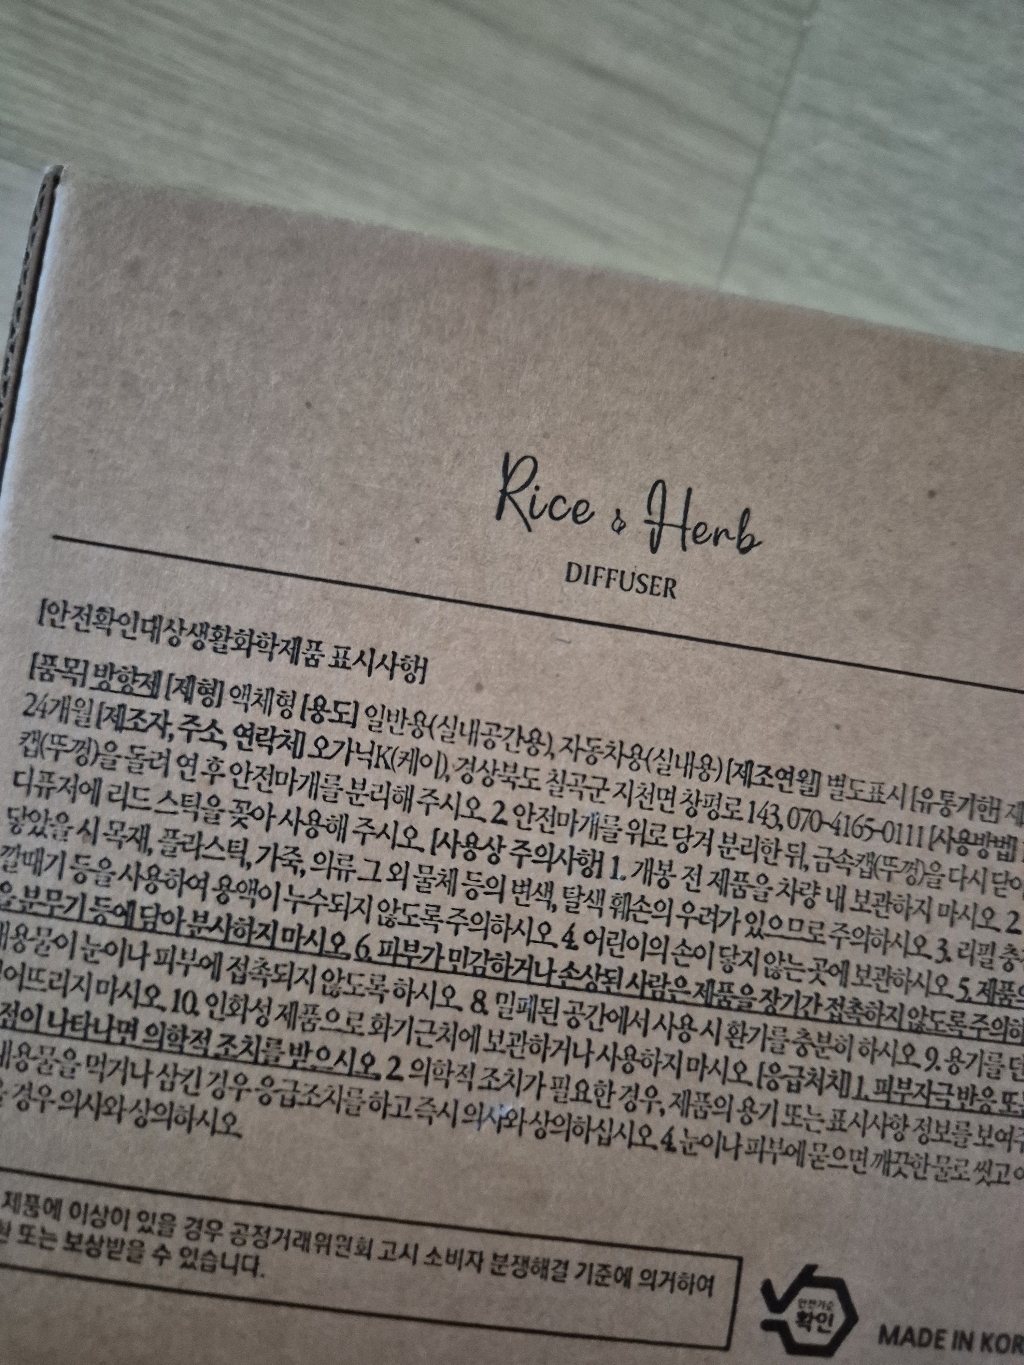 Rice & Herb
DIFFUSER
[안전확인대상생활화학제품 표시사항]
[품목] 방향제 [제형] 액체형 [용도] 일반용(실내공간용), 자동차용(실내용) [제조연월] 별도표시 [유통기한] 제
24개월 [제조자, 주소, 연락처] 오가닉K(케이), 경상북도 칠곡군 지천면 창평로 143, 070-4165-0111 [사용방법]
캡(뚜껑)을 돌려 연 후 안전마개를 분리해 주시오. 2. 안전마개를 위로 당겨 분리한 뒤, 금속캡(뚜껑)을 다시 닫아
디퓨저에 리드 스틱을 꽂아 사용해 주시오. [사용상 주의사항] 1. 개봉 전 제품을 차량 내 보관하지 마시오. 2.
닿았을 시 목재, 플라스틱, 가죽, 의류 그 외 물체 등의 변색, 탈색 훼손의 우려가 있으므로 주의하시오. 3. 리필 충
깔때기 등을 사용하여 용액이 누수되지 않도록 주의하시오. 4. 어린이의 손이 닿지 않는 곳에 보관하시오. 5. 제품의
을 분무기 등에 담아 분사하지 마시오. 6. 피부가 민감하거나 손상된 사람은 제품을 장기간 접촉하지 않도록 주의하
내용물이 눈이나 피부에 접촉되지 않도록 하시오. 8. 밀폐된 공간에서 사용 시 환기를 충분히 하시오. 9. 용기를 던
어뜨리지 마시오. 10. 인화성 제품으로 화기근처에 보관하거나 사용하지 마시오. [응급처치] 1. 피부자극 반응 또는
점이 나타나면 의학적 조치를 받으시오. 2. 의학적 조치가 필요한 경우, 제품의 용기 또는 표시사항 정보를 보여주
내용물을 먹거나 삼킨 경우 응급조치를 하고 즉시 의사와 상의하십시오. 4. 눈이나 피부에 묻으면 깨끗한 물로 씻고 이
을 경우 의사와 상의하시오.
제품에 이상이 있을 경우 공정거래위원회 고시 소비자 분쟁해결 기준에 의거하여
환 또는 보상받을 수 있습니다.
안전기준
확인
MADE IN KOR